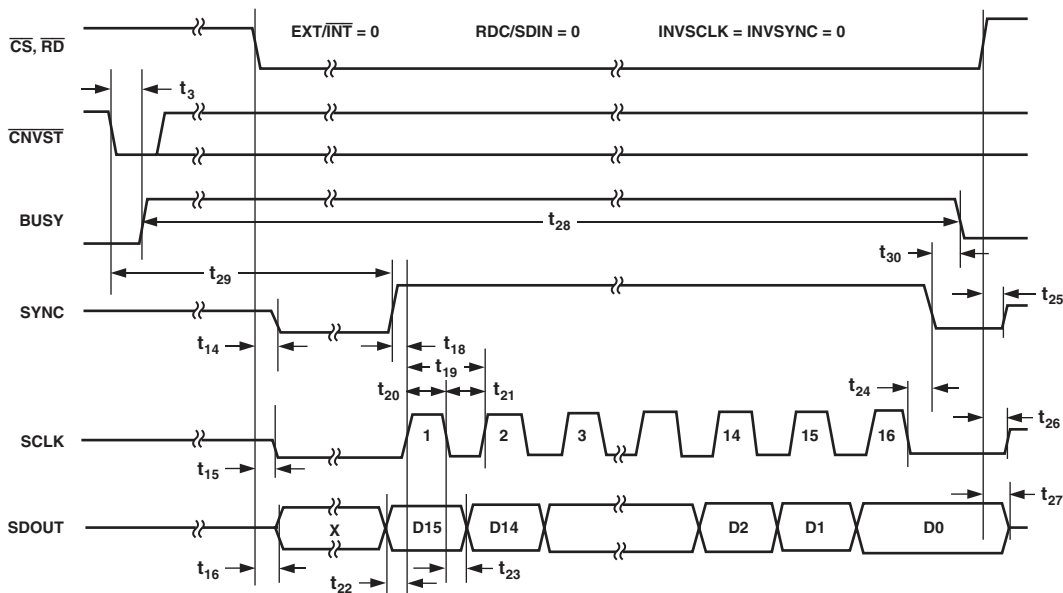 EXT/INT = 0 RDC/SDIN = 0 INVSCLK = INVSYNC = 0
CS, RD
t3
CNVST
BUSY
t28
t30
t29
t25
SYNC
t14
t18
t19
t20
t21
t24
t26
SCLK
1 2 3 14 15 16
t15
t27
SDOUT
X D15 D14 D2 D1 D0
t16
t22
t23